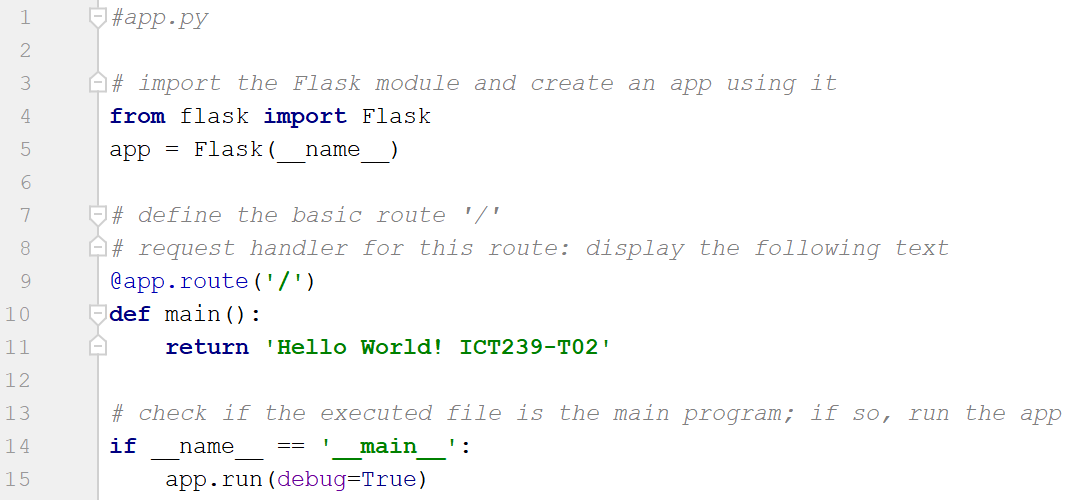 1 #app.py
2
3 # import the Flask module and create an app using it
4 from flask import Flask
5 app = Flask(__name__)
6
7 # define the basic route '/'
8 # request handler for this route: display the following text
9 @app.route('/')
10 def main():
11     return 'Hello World! ICT239-T02'
12
13 # check if the executed file is the main program; if so, run the app
14 if __name__ == '__main__':
15     app.run(debug=True)